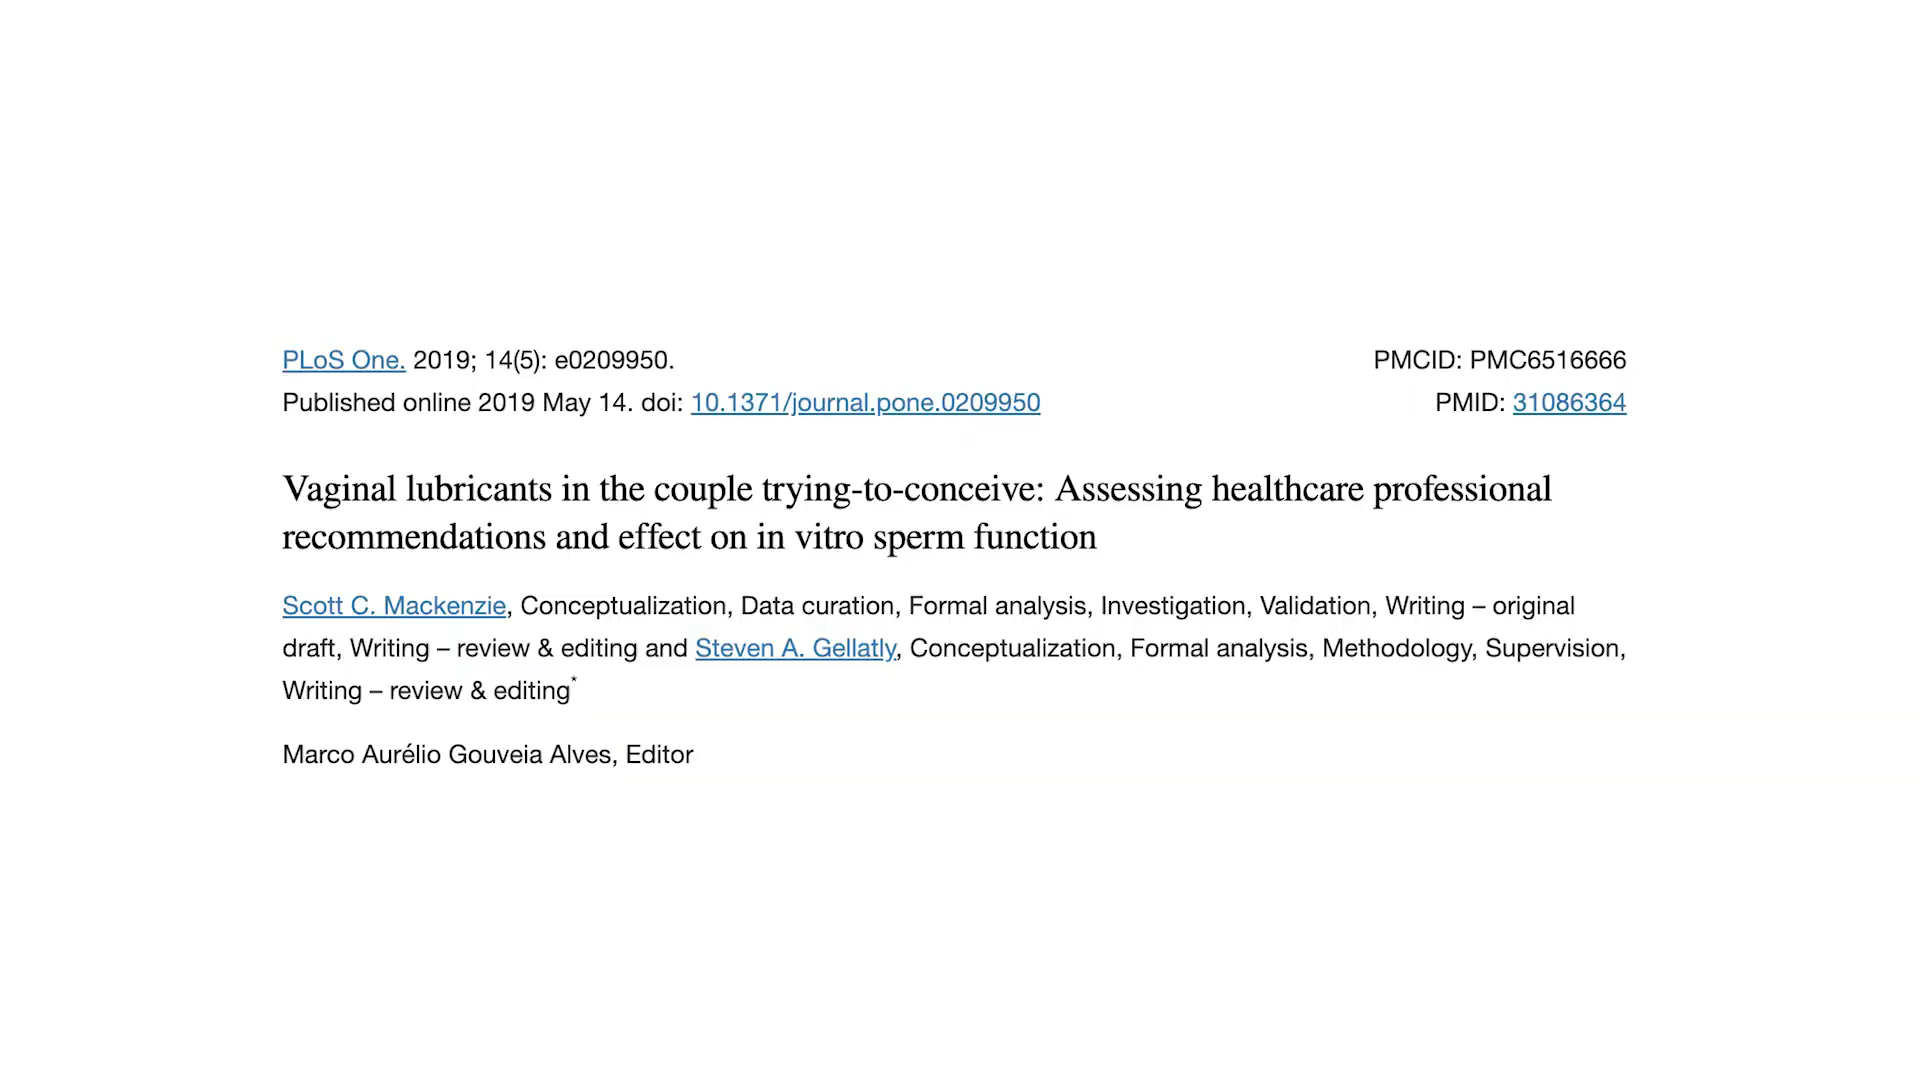 PLoS One. 2019; 14(5): e0209950.
PMCID: PMC6516666
Published online 2019 May 14. doi: 10.1371/journal.pone.0209950
PMID: 31086364
Vaginal lubricants in the couple trying-to-conceive: Assessing healthcare professional
recommendations and effect on in vitro sperm function
Scott C. Mackenzie, Conceptualization, Data curation, Formal analysis, Investigation, Validation, Writing – original
draft, Writing – review & editing and Steven A. Gellatly, Conceptualization, Formal analysis, Methodology, Supervision,
Writing – review & editing*
Marco Aurélio Gouveia Alves, Editor